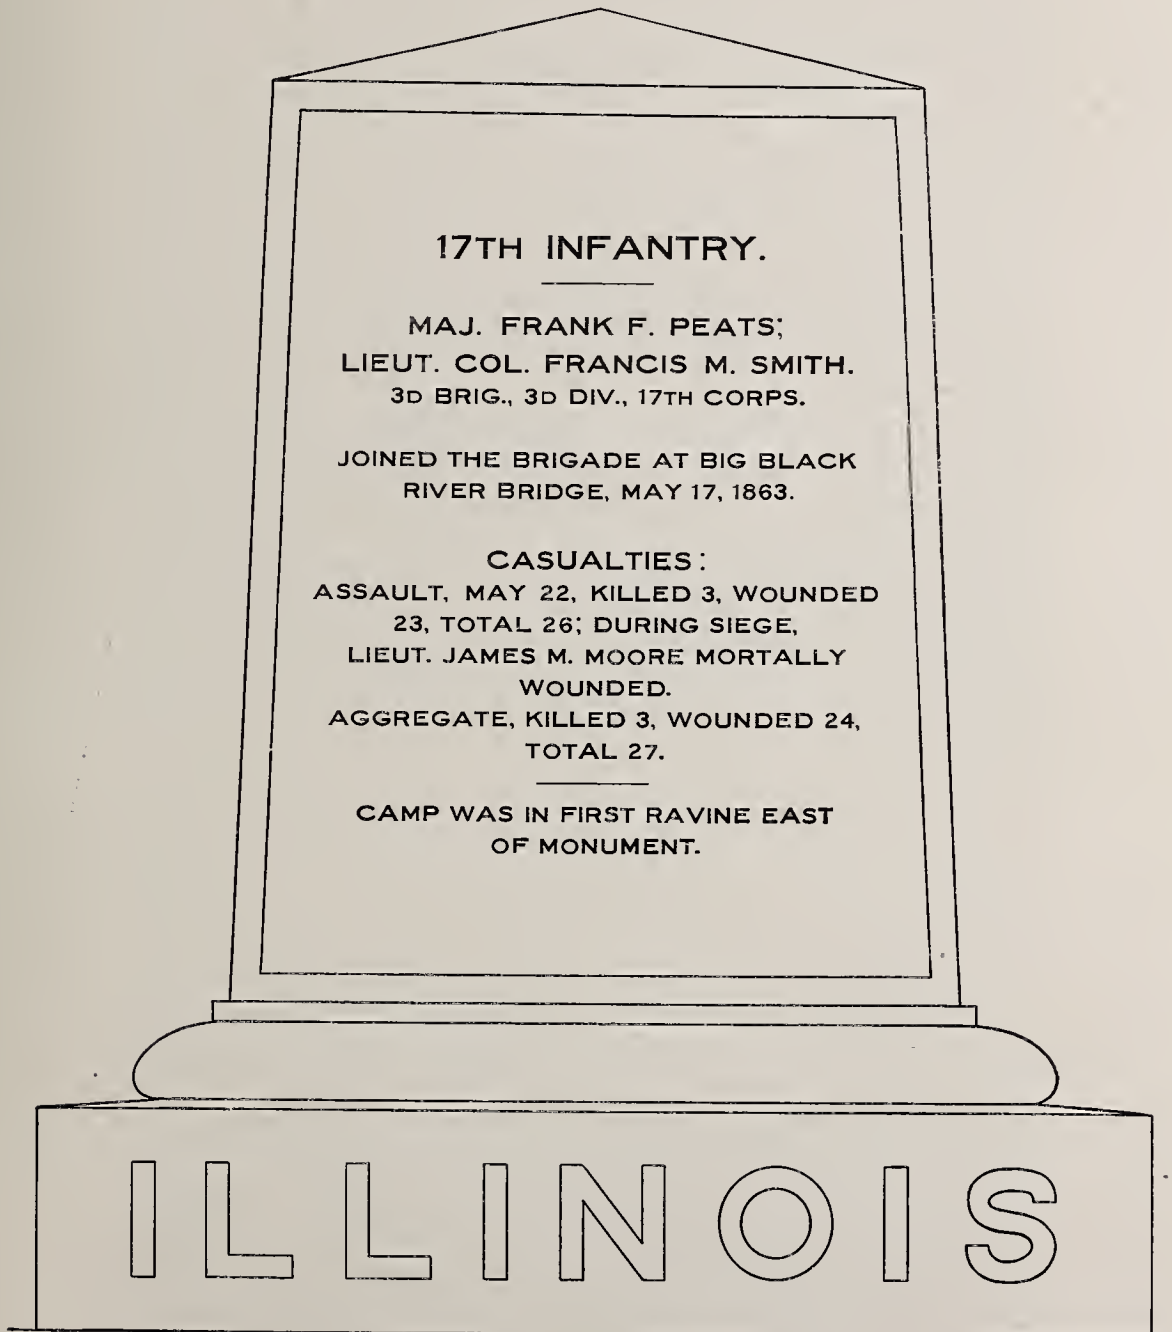 17TH INFANTRY.
MAJ. FRANK F. PEATS;
LIEUT. COL. FRANCIS M. SMITH.
3D BRIG., 3D DIV., 17TH CORPS.
JOINED THE BRIGADE AT BIG BLACK
RIVER BRIDGE, MAY 17, 1863.
CASUALTIES:
ASSAULT, MAY 22, KILLED 3, WOUNDED
23, TOTAL 26; DURING SIEGE,
LIEUT. JAMES M. MOORE MORTALLY
WOUNDED.
AGGREGATE, KILLED 3, WOUNDED 24,
TOTAL 27.
CAMP WAS IN FIRST RAVINE EAST
OF MONUMENT.
ILLINOIS